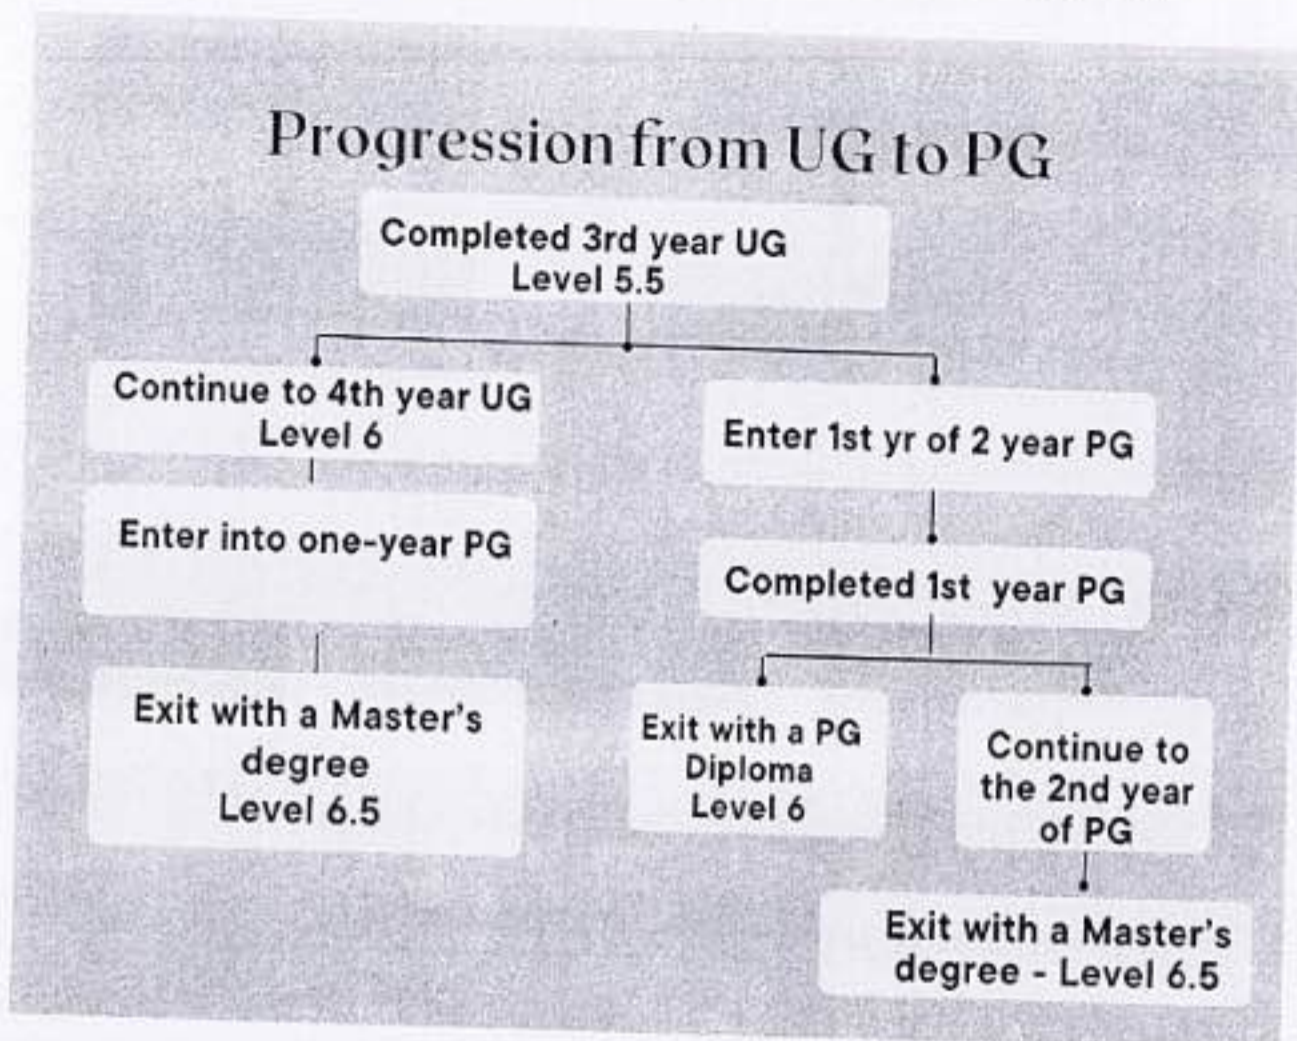 Progression from UG to PG
Completed 3rd year UG
Level 5.5
Continue to 4th year UG
Level 6
Enter 1st yr of 2 year PG
Enter into one-year PG
Completed 1st year PG
Exit with a Master's
degree
Level 6.5
Exit with a PG
Diploma
Level 6
Continue to
the 2nd year
of PG
Exit with a Master's
degree - Level 6.5